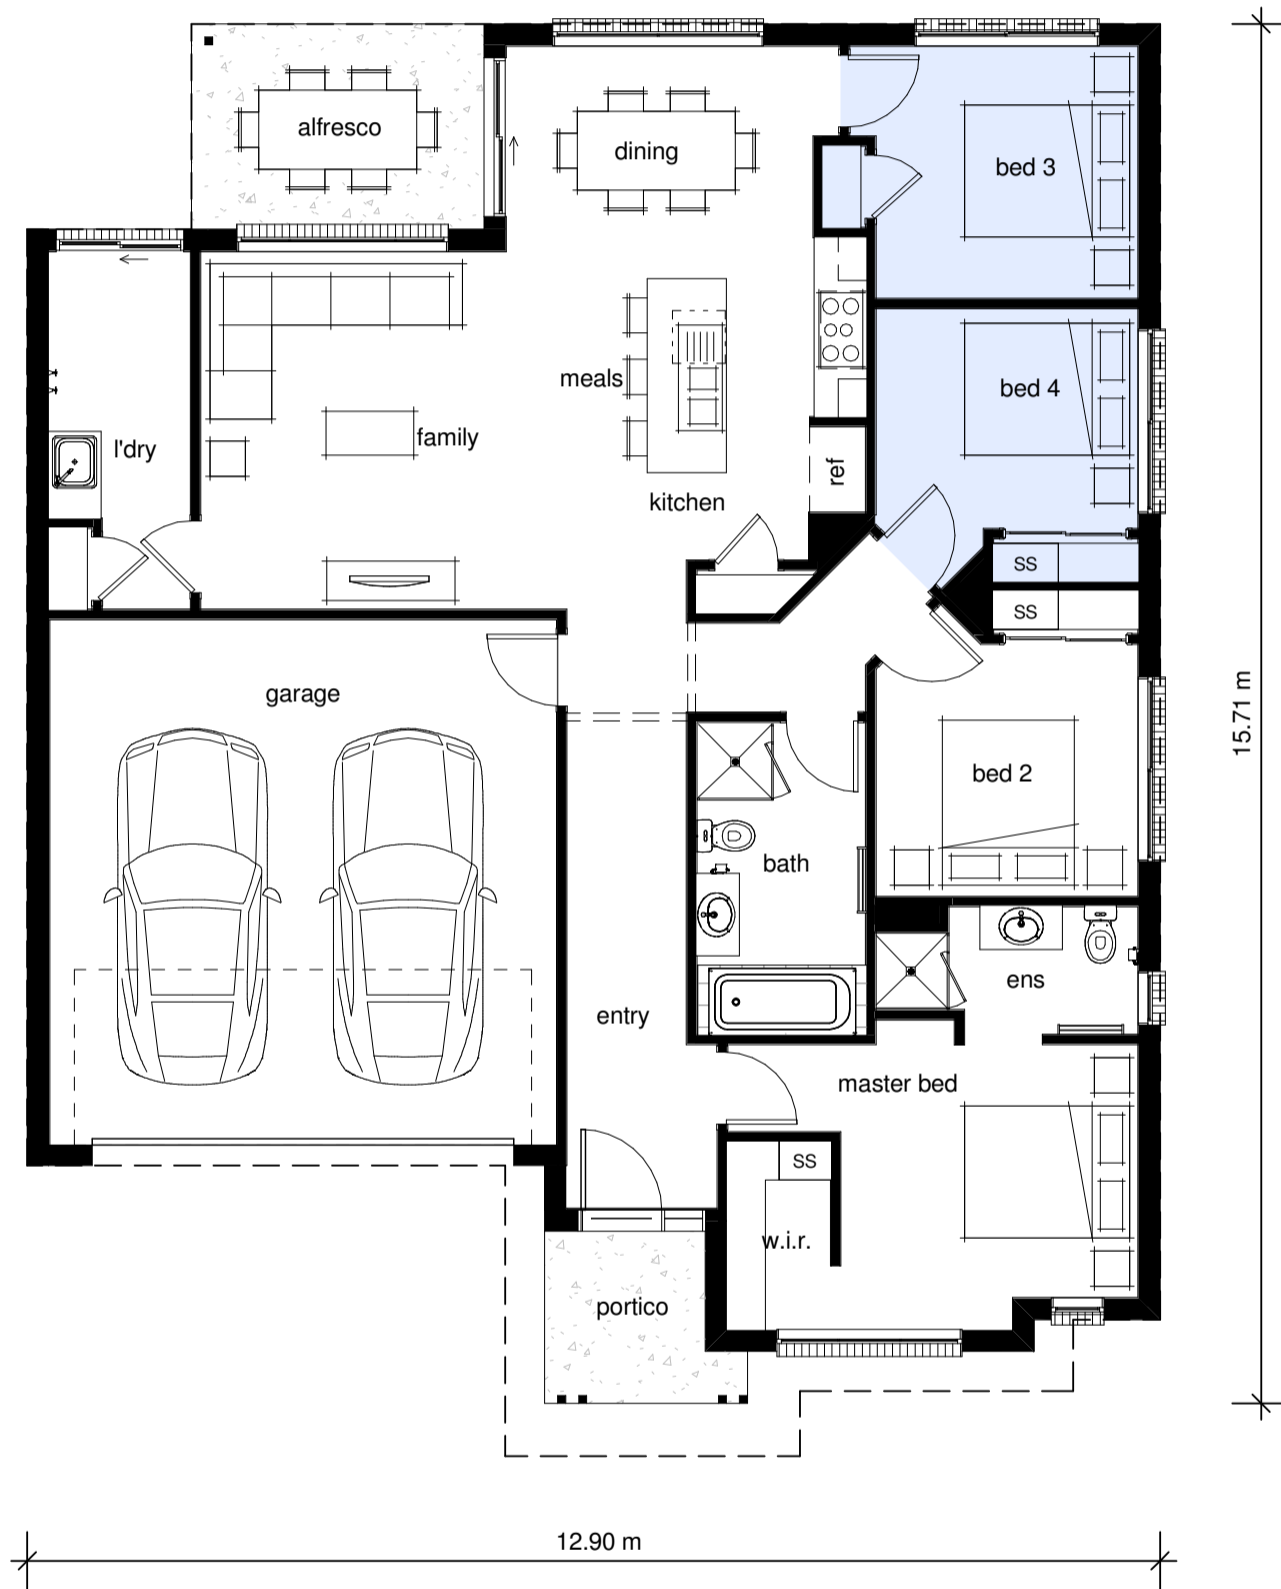 alfresco
dining
bed 3
meals
bed 4
family
l'dry
ref
kitchen
SS
SS
garage
15.71 m
bed 2
bath
ens
entry
master bed
SS
w.i.r.
portico
12.90 m